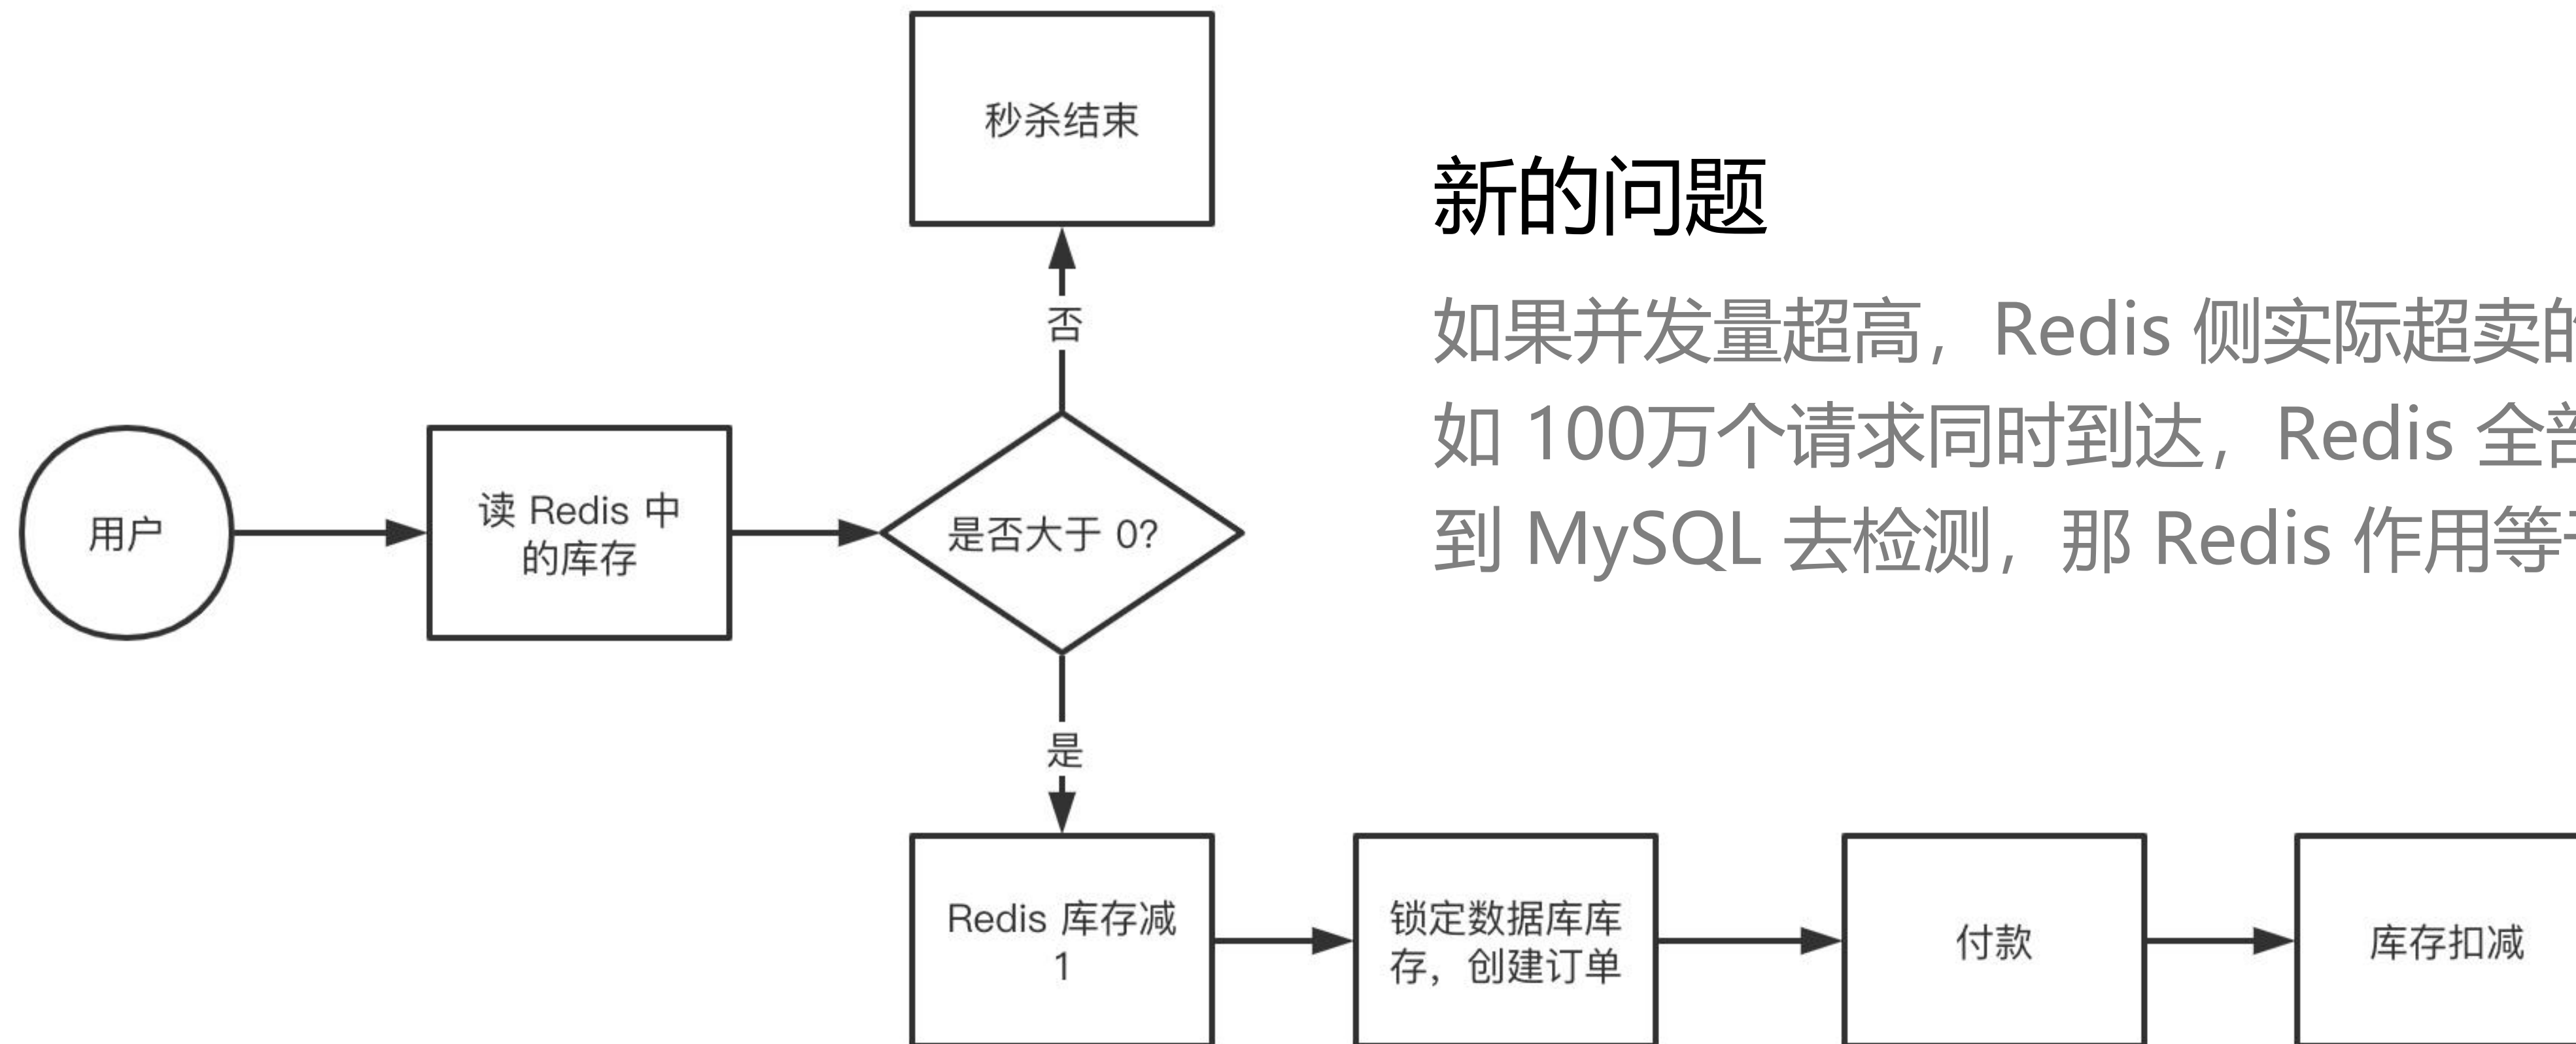 秒杀结束
新的问题
如果并发量超高，Redis 侧实际超卖的
如 100万个请求同时到达，Redis 全部
到 MySQL 去检测，那 Redis 作用等于
否
用户
读 Redis 中
的库存
是否大于 0?
是
Redis 库存减
1
锁定数据库库
存，创建订单
付款
库存扣减